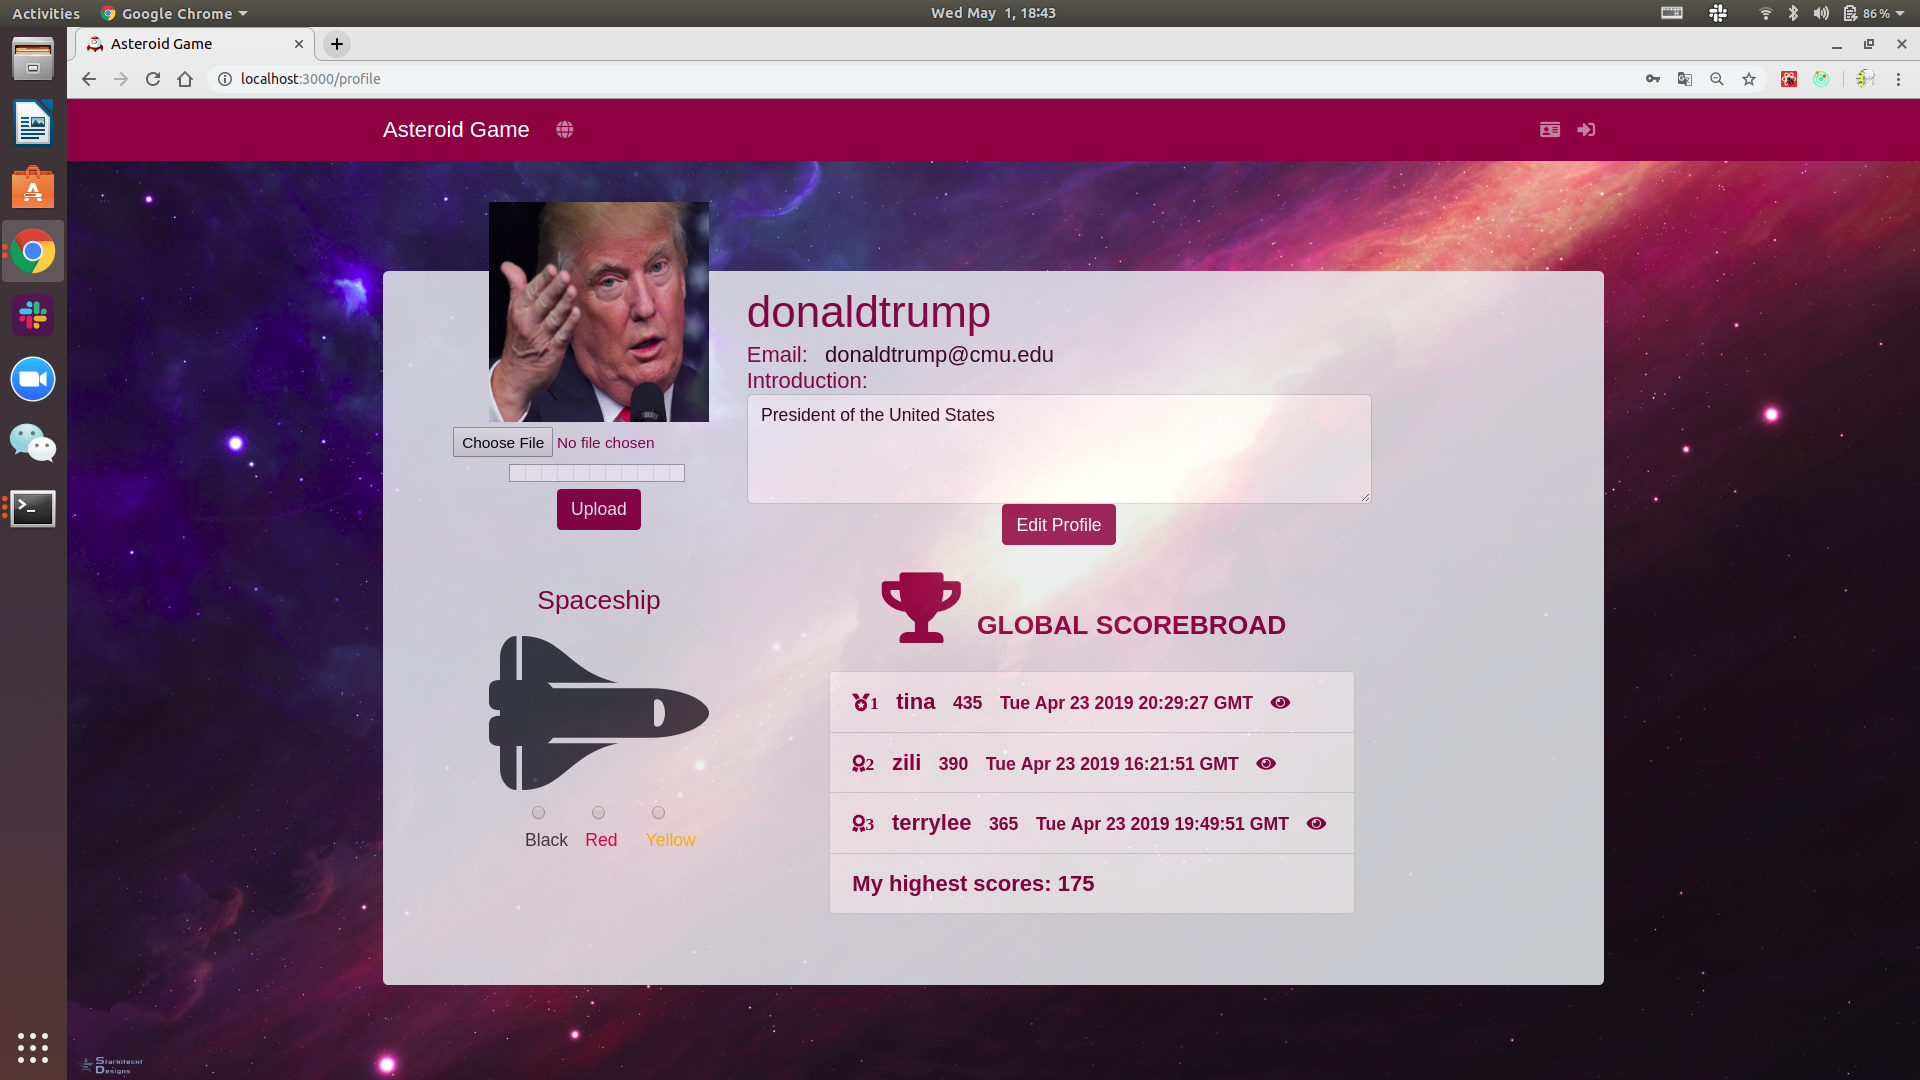 Activities Google Chrome Wed May 1, 18:43 86%
Asteroid Game
localhost:3000/profile
Asteroid Game
donaldtrump
Email: donaldtrump@cmu.edu
Introduction:
President of the United States
Choose File No file chosen
Upload
Edit Profile
Spaceship
GLOBAL SCOREBROAD
1 tina 435 Tue Apr 23 2019 20:29:27 GMT
2 zili 390 Tue Apr 23 2019 16:21:51 GMT
3 terrylee 365 Tue Apr 23 2019 19:49:51 GMT
Black Red Yellow
My highest scores: 175
Designs